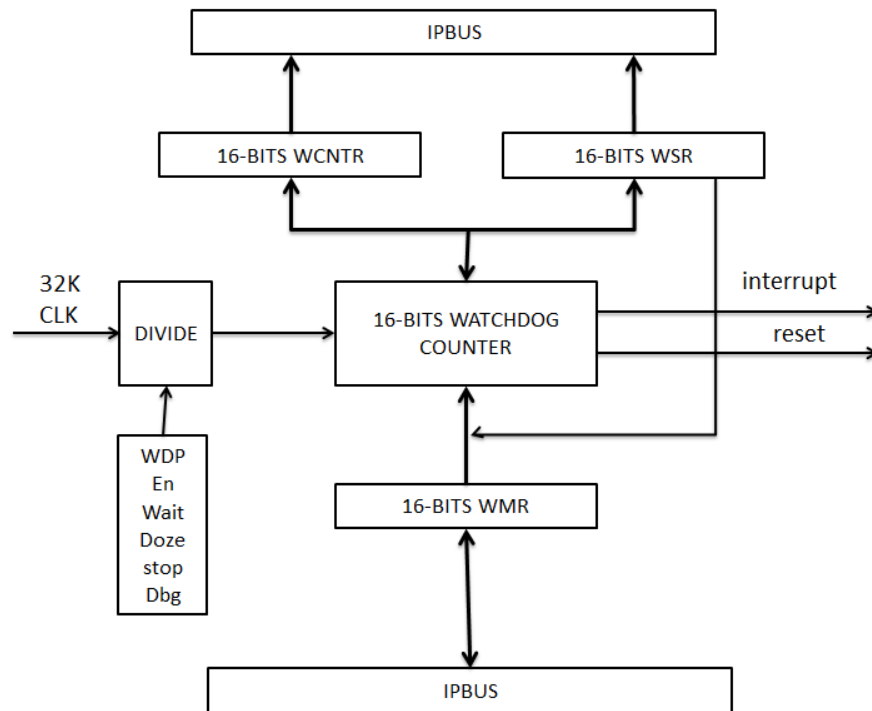 IPBUS
16-BITS WCNTR
16-BITS WSR
32K
CLK
DIVIDE
16-BITS WATCHDOG
COUNTER
interrupt
reset
WDP
En
Wait
Doze
stop
Dbg
16-BITS WMR
IPBUS